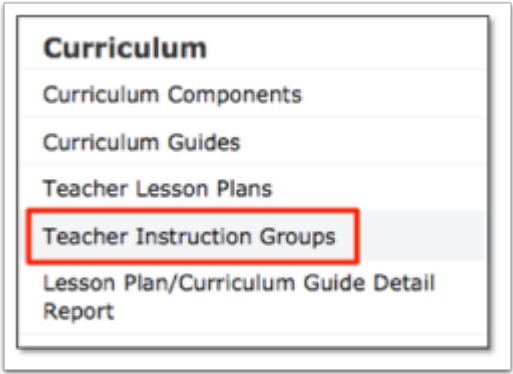 Curriculum
Curriculum Components
Curriculum Guides
Teacher Lesson Plans
Teacher Instruction Groups
Lesson Plan/Curriculum Guide Detail
Report